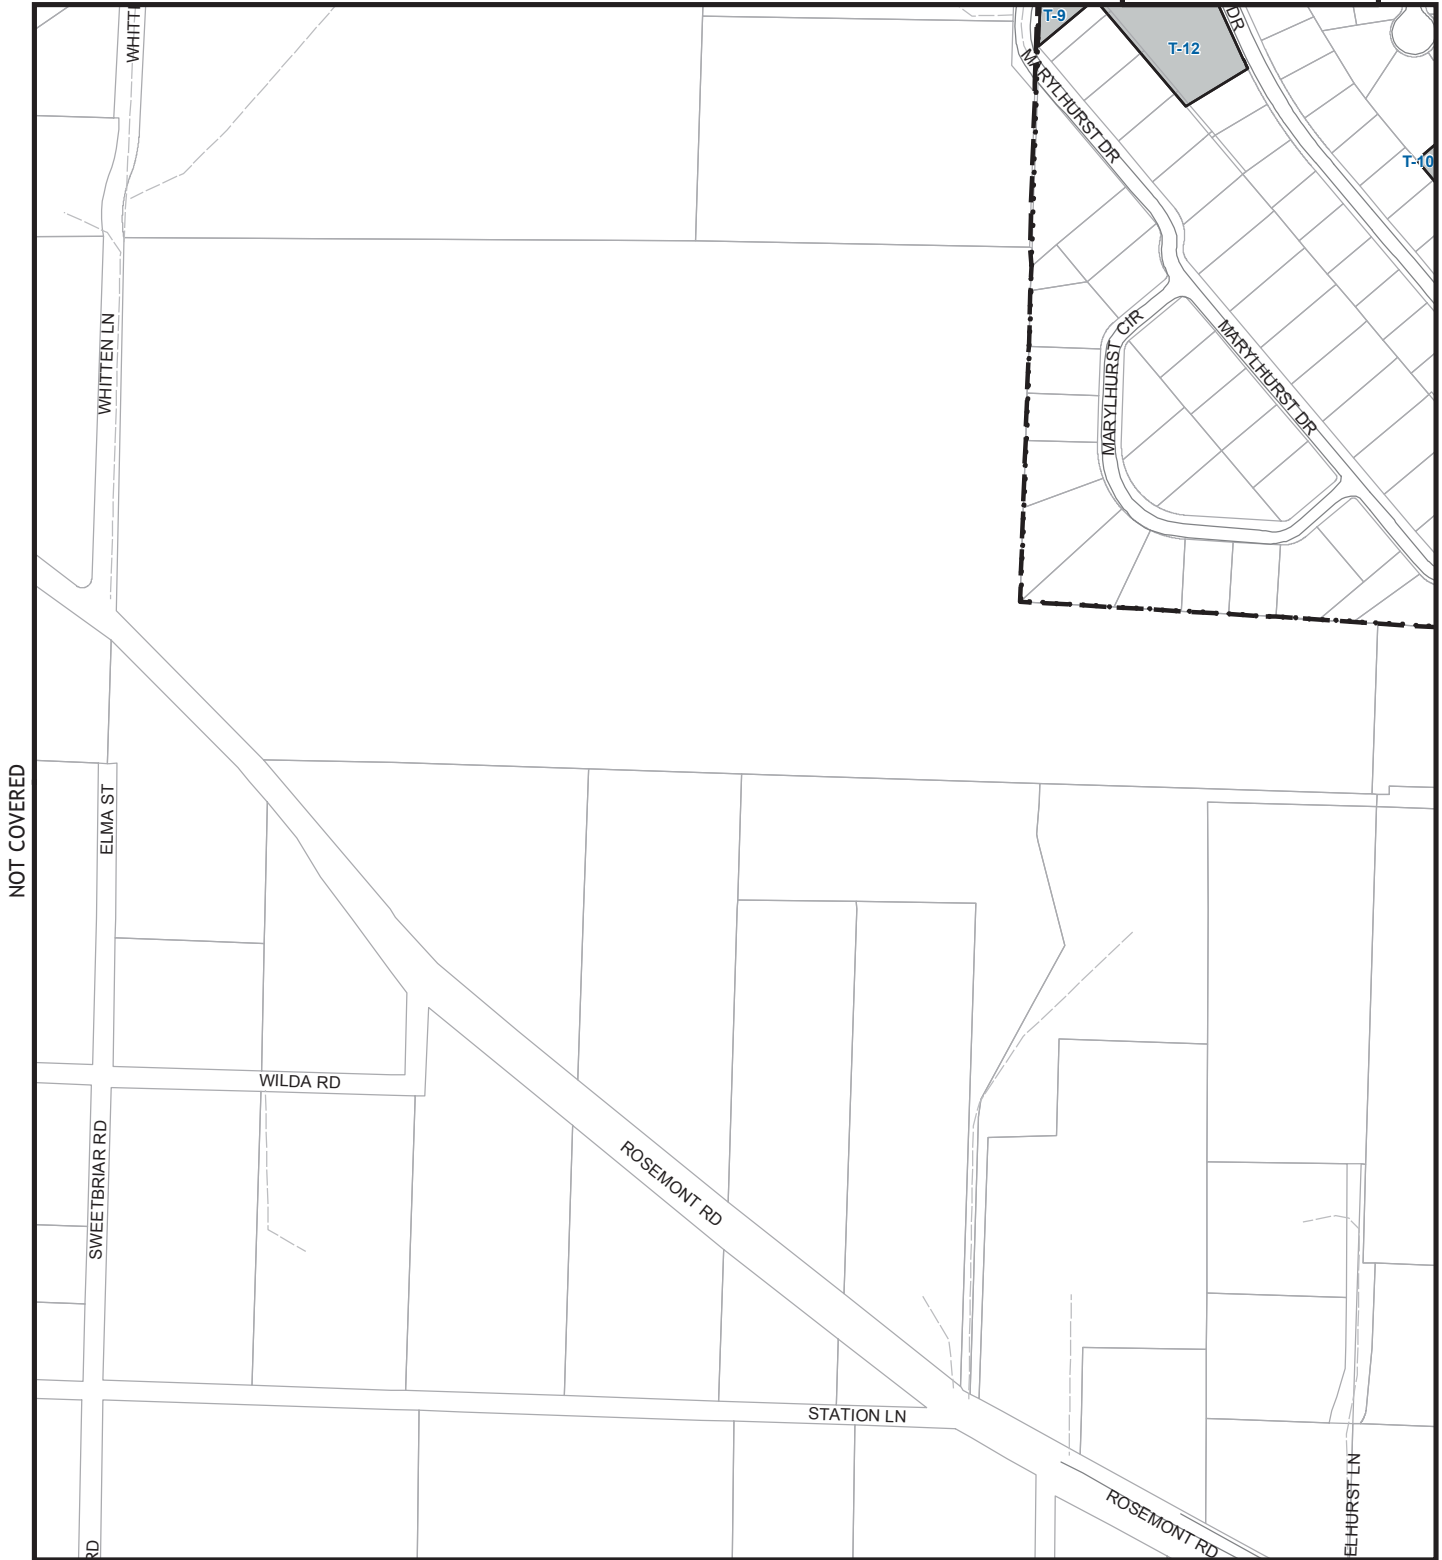 T-9
T-12
DR
WHITT
MARYLHURST DR
T-10
WHITTEN LN
MARYLHURST CIR
MARYLHURST DR
NOT COVERED
ELMA ST
WILDA RD
SWEETBRIAR RD
ROSEMONT RD
STATION LN
ROSEMONT RD
ELHURST LN
RD